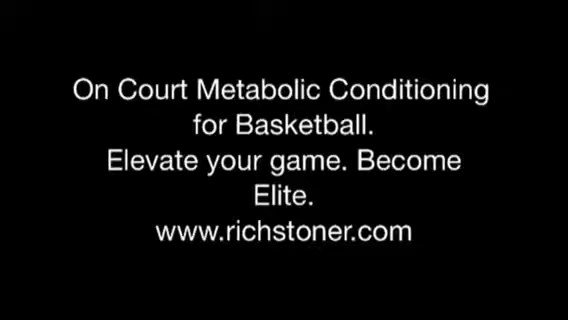 On Court Metabolic Conditioning
for Basketball.
Elevate your game. Become
Elite.
www.richstoner.com